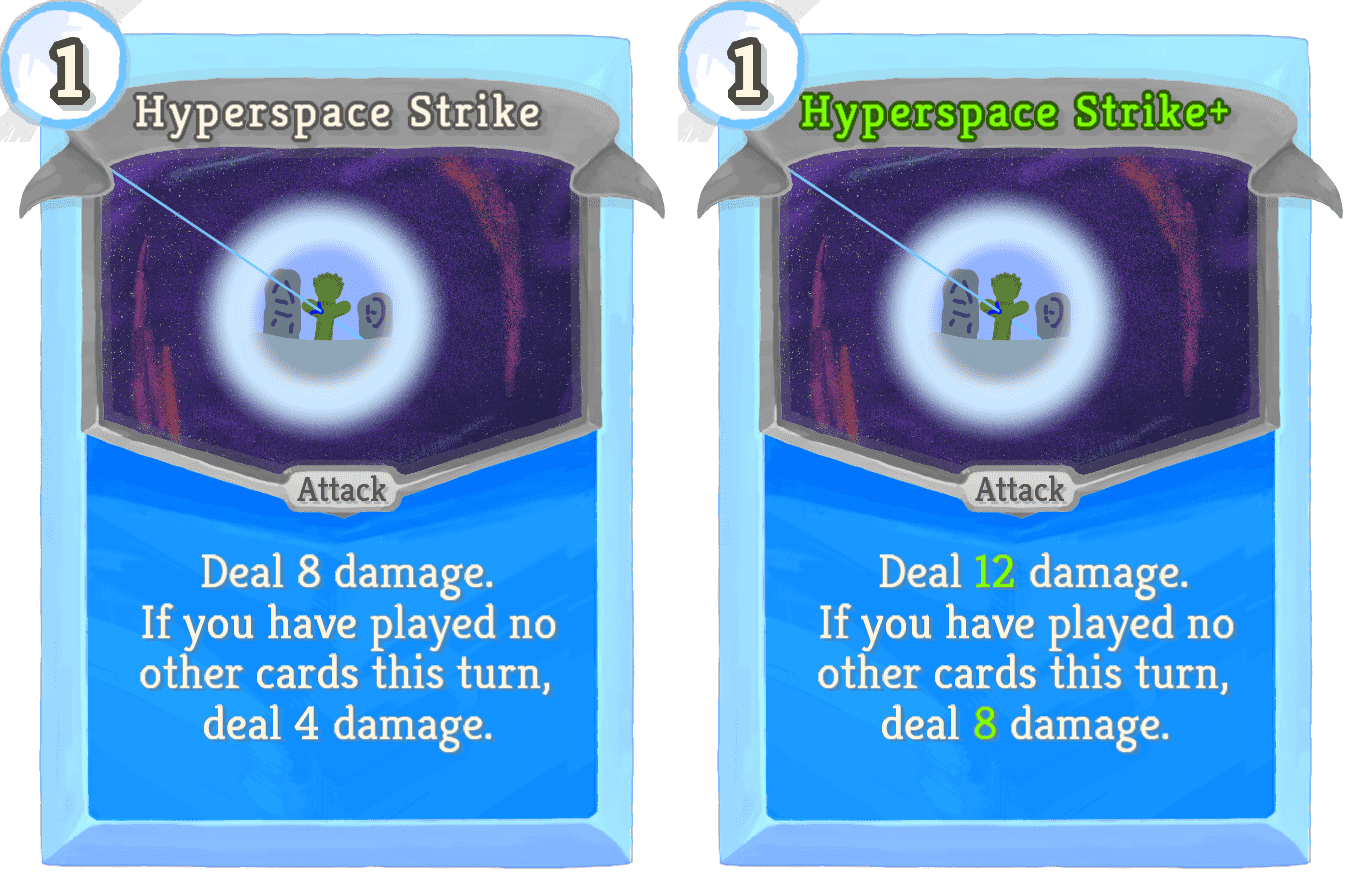 1
Hyperspace Strike
Attack
Deal 8 damage.
If you have played no
other cards this turn,
deal 4 damage.
1
Hyperspace Strike+
Attack
Deal 12 damage.
If you have played no
other cards this turn,
deal 8 damage.